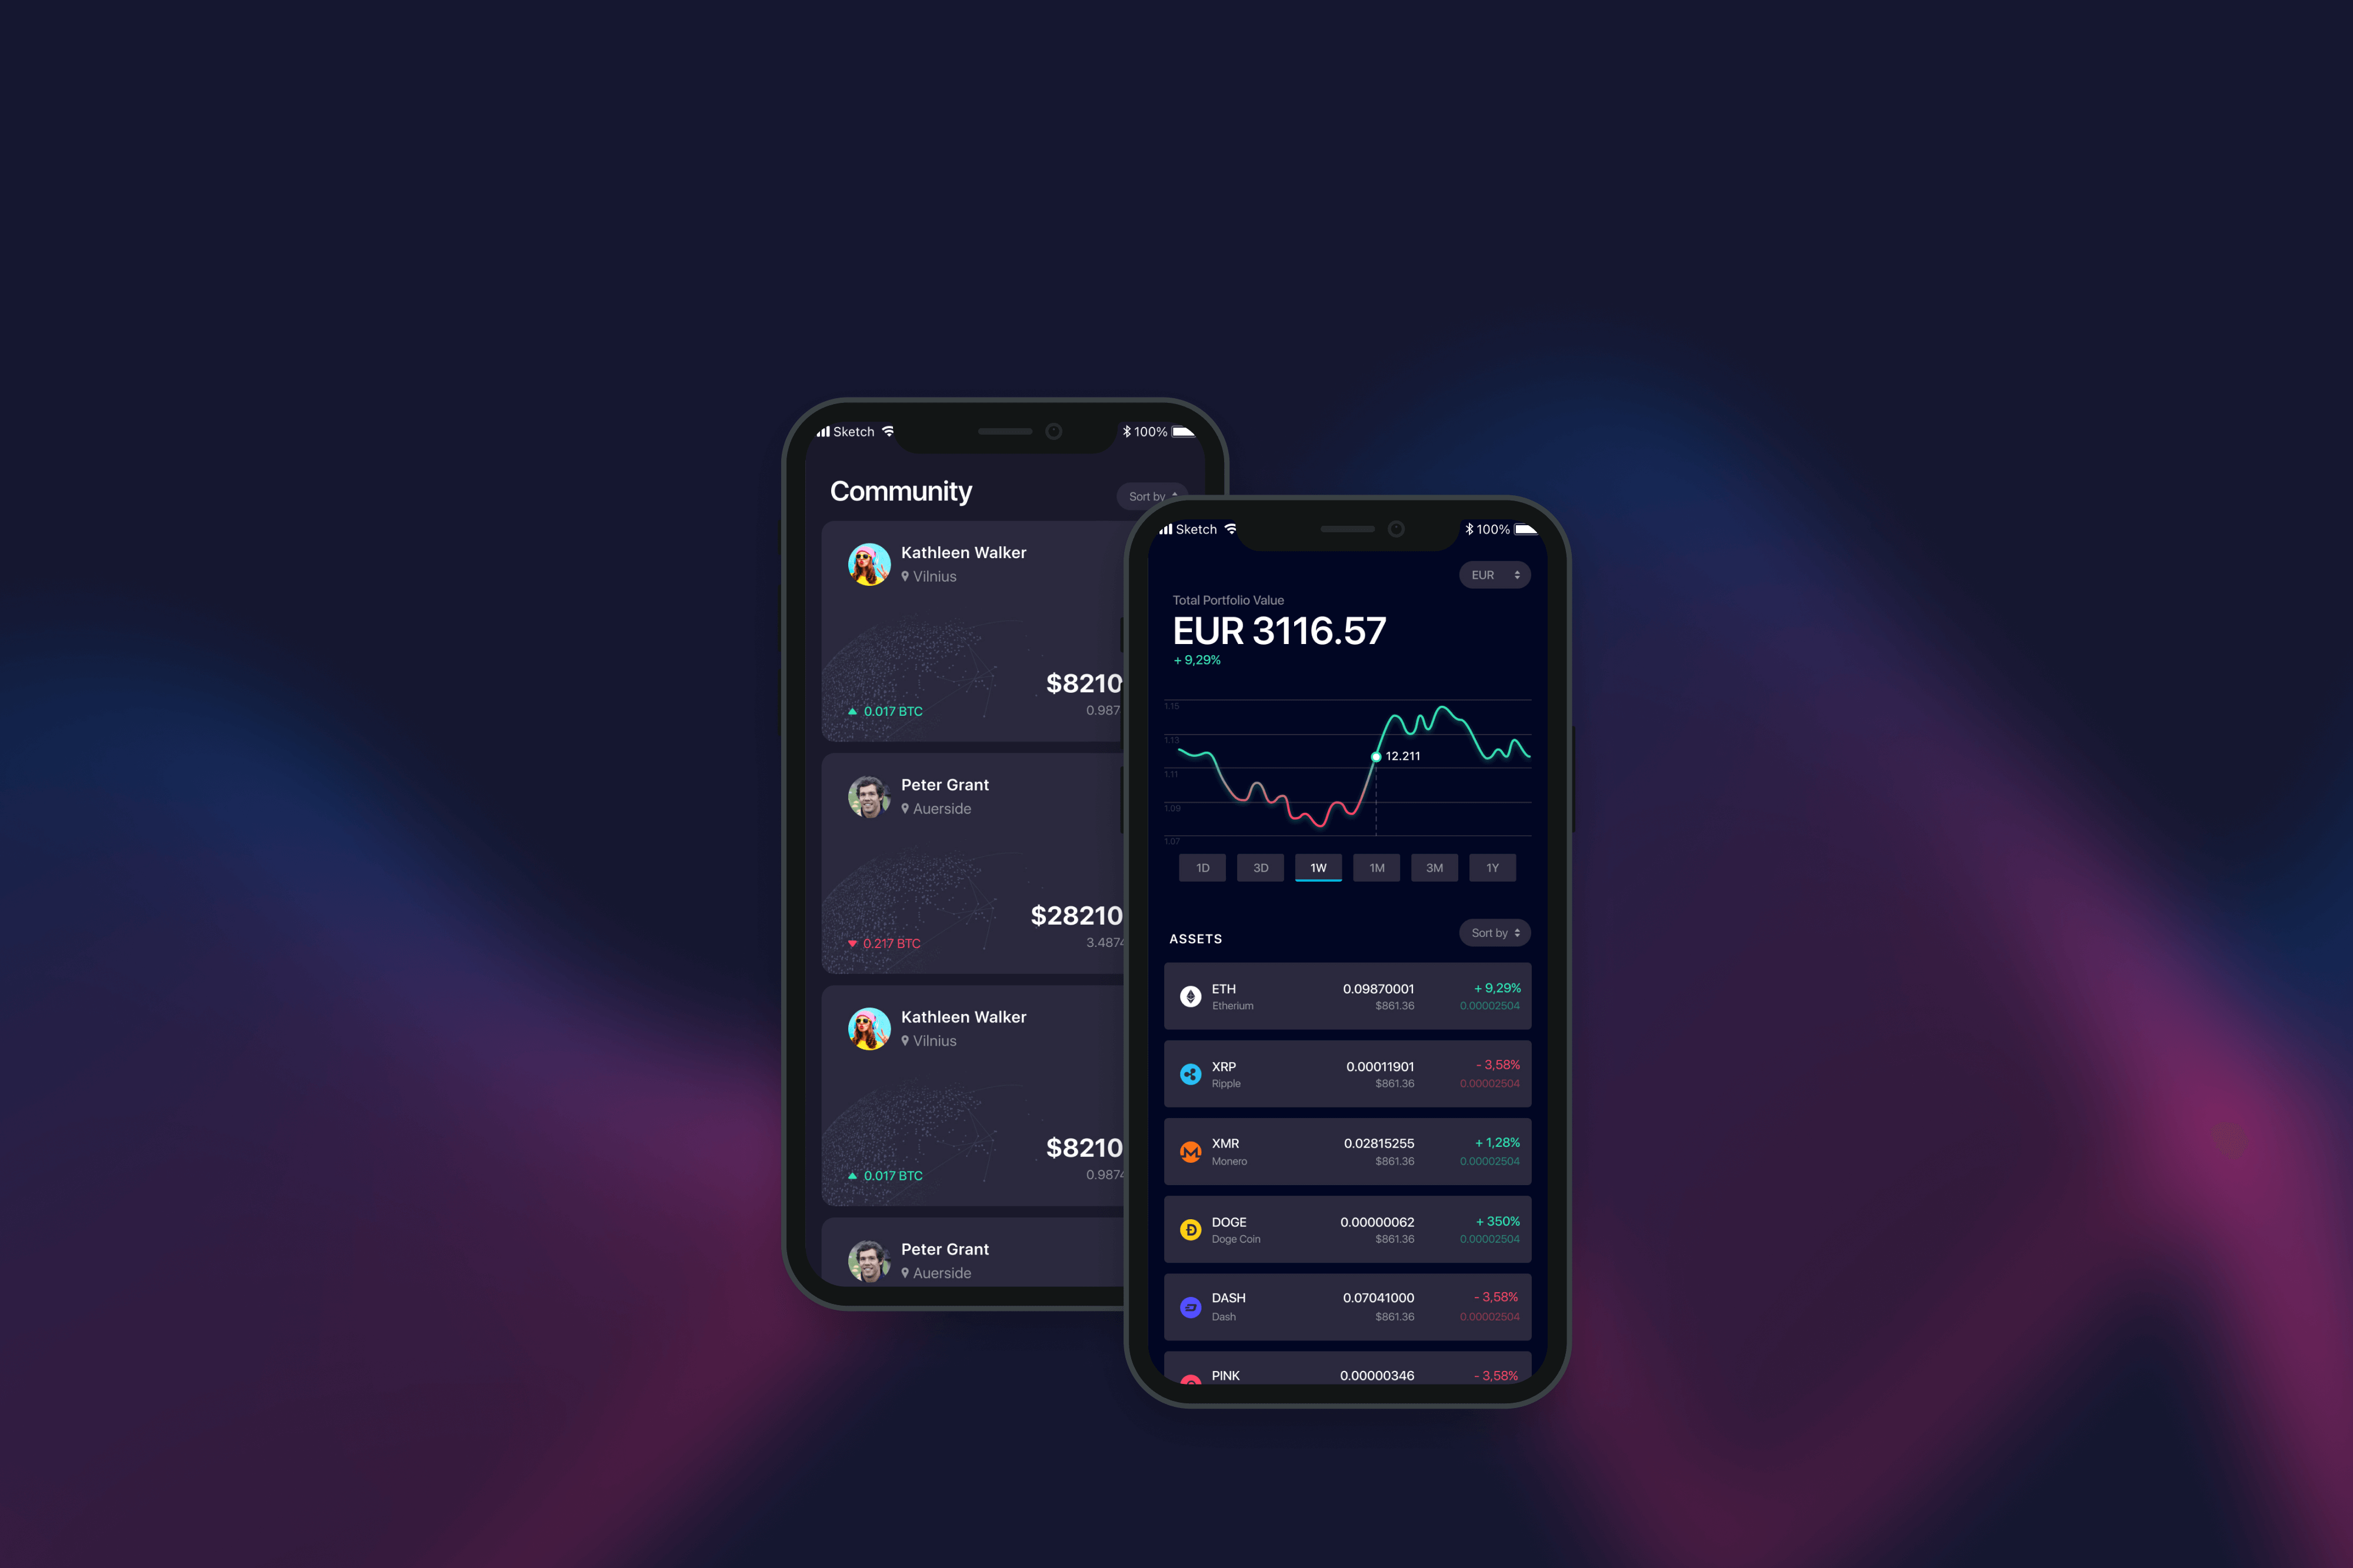 Sketch
100%
Community
Sort by
Kathleen Walker
Vilnius
$8210
0.017 BTC
0.987
Peter Grant
Auerside
$28210
0.217 BTC
3.487
Kathleen Walker
Vilnius
$8210
0.017 BTC
0.987
Peter Grant
Auerside
Sketch
100%
EUR
Total Portfolio Value
EUR 3116.57
+ 9,29%
1.15
1.13
12.211
1.11
1.09
1.07
1D 3D 1W 1M 3M 1Y
ASSETS
Sort by
ETH 0.09870001 + 9,29%
Etherium $861.36 0.00002504
XRP 0.00011901 - 3,58%
Ripple $861.36 0.00002504
XMR 0.02815255 + 1,28%
Monero $861.36 0.00002504
DOGE 0.00000062 + 350%
Doge Coin $861.36 0.00002504
DASH 0.07041000 - 3,58%
Dash $861.36 0.00002504
PINK 0.00000346 - 3,58%